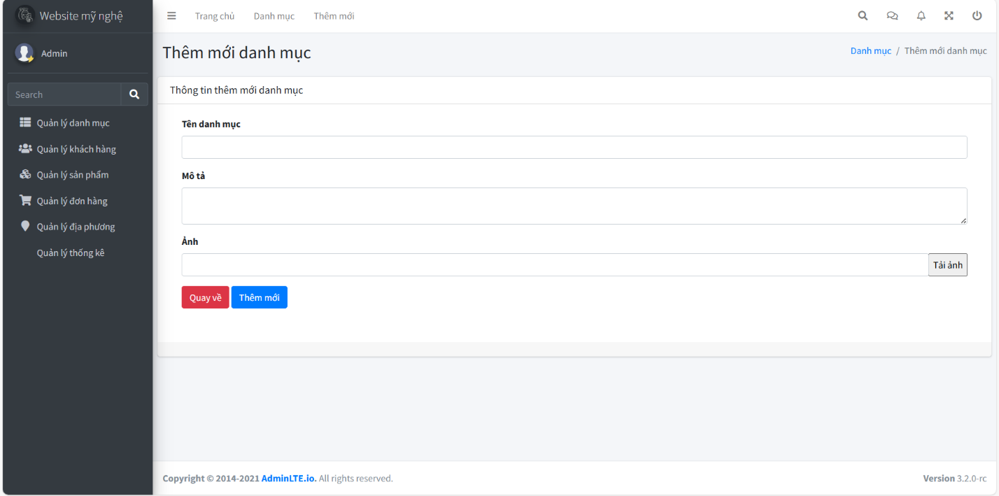 Website mỹ nghệ
Trang chủ Danh mục Thêm mới
Admin
Thêm mới danh mục
Danh mục / Thêm mới danh mục
Search
Quản lý danh mục
Quản lý khách hàng
Quản lý sản phẩm
Quản lý đơn hàng
Quản lý địa phương
Quản lý thống kê
Thông tin thêm mới danh mục
Tên danh mục
Mô tả
Ảnh
Tải ảnh
Quay về Thêm mới
Copyright © 2014-2021 AdminLTE.io. All rights reserved.
Version 3.2.0-rc